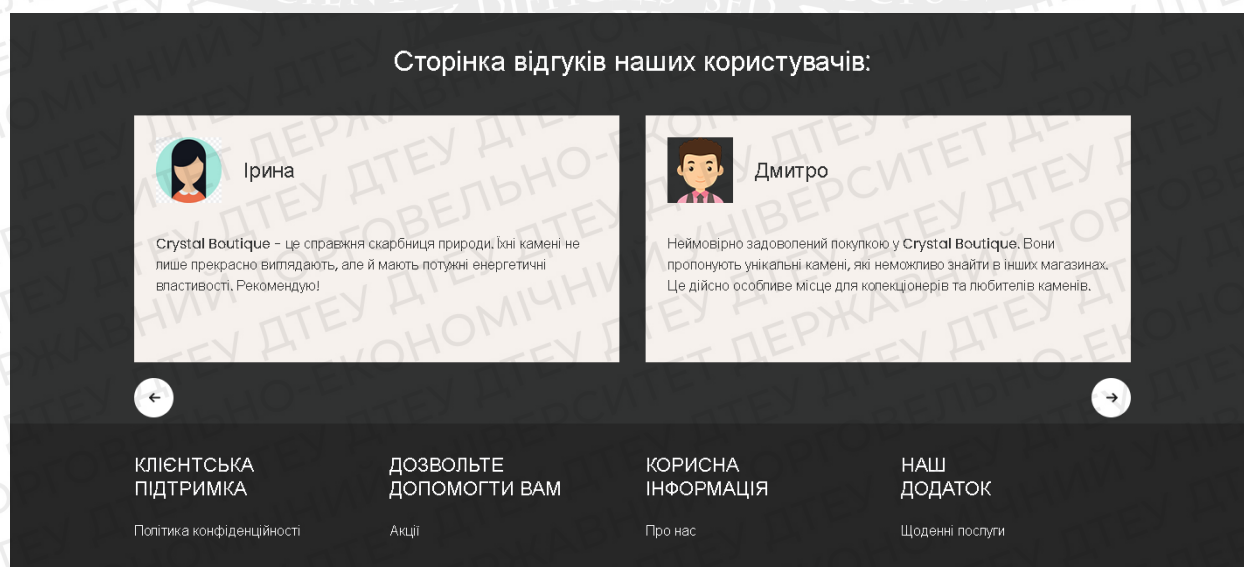 Сторінка відгуків наших користувачів:
Ірина
Crystal Boutique - це справжня скарбниця природи. Їхні камені не
лише прекрасно виглядають, але й мають потужні енергетичні
властивості. Рекомендую!
Дмитро
Неймовірно задоволений покупкою у Crystal Boutique. Вони
пропонують унікальні камені, які неможливо знайти в інших магазинах.
Це дійсно особливе місце для колекціонерів та любителів каменів.
КЛІЄНТСЬКА
ПІДТРИМКА
Політика конфіденційності
ДОЗВОЛЬТЕ
ДОПОМОГТИ ВАМ
Акції
КОРИСНА
ІНФОРМАЦІЯ
Про нас
НАШ
ДОДАТОК
Щоденні послуги